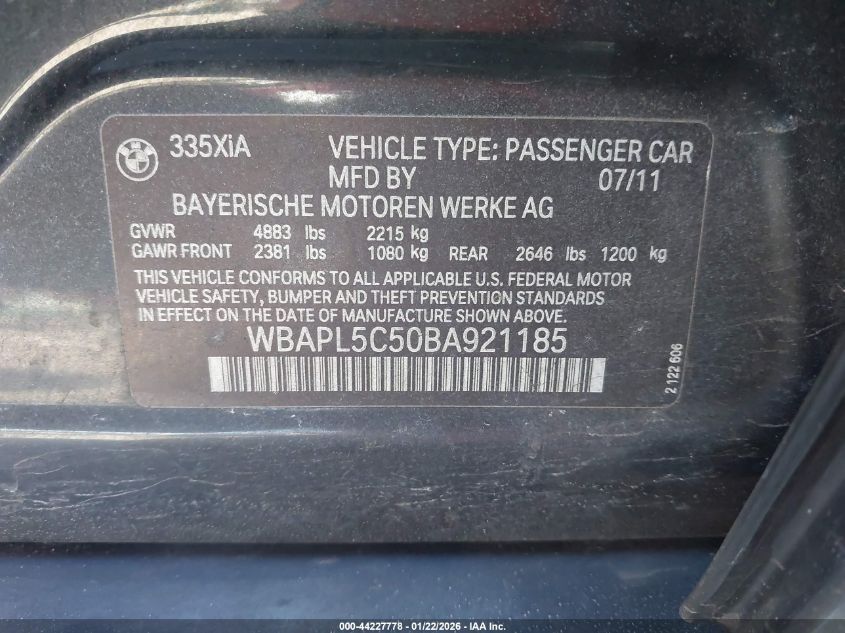 335XiA VEHICLE TYPE: PASSENGER CAR
MFD BY 07/11
BAYERISCHE MOTOREN WERKE AG
GVWR 4883 lbs 2215 kg
GAWR FRONT 2381 lbs 1080 kg REAR 2646 lbs 1200 kg
THIS VEHICLE CONFORMS TO ALL APPLICABLE U.S. FEDERAL MOTOR
VEHICLE SAFETY, BUMPER AND THEFT PREVENTION STANDARDS
IN EFFECT ON THE DATE OF MANUFACTURE SHOWN ABOVE.
WBAPL5C50BA921185
2 122 606
000-44227778 - 01/22/2026 - IAA Inc.